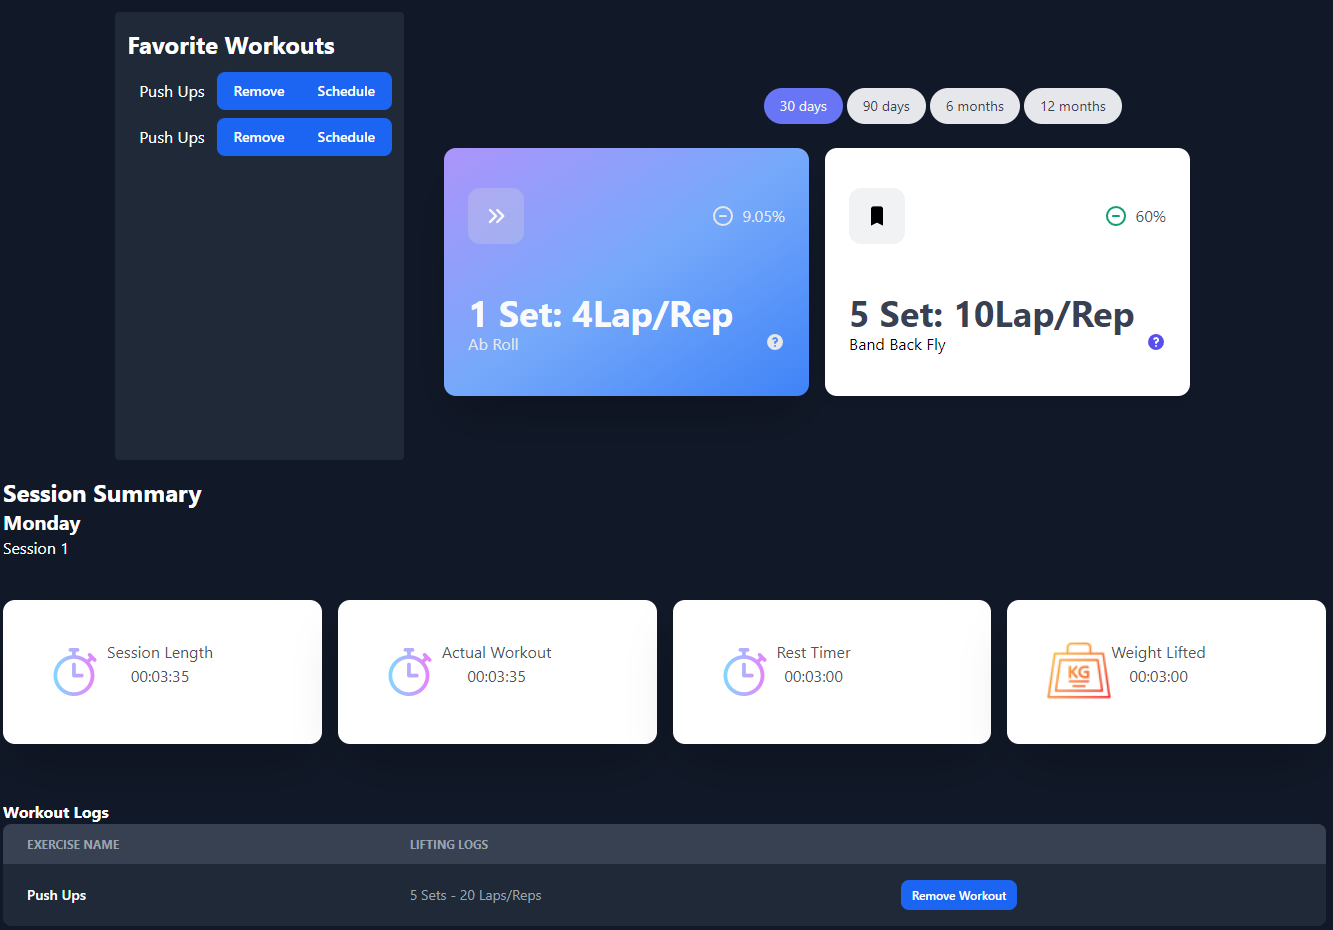 Favorite Workouts
Push Ups Remove Schedule
Push Ups Remove Schedule
30 days 90 days 6 months 12 months
9.05%
1 Set: 4Lap/Rep
Ab Roll ?
60%
5 Set: 10Lap/Rep
Band Back Fly ?
Session Summary
Monday
Session 1
Session Length
00:03:35
Actual Workout
00:03:35
Rest Timer
00:03:00
KG
Weight Lifted
00:03:00
Workout Logs
EXERCISE NAME LIFTING LOGS
Push Ups 5 Sets - 20 Laps/Reps Remove Workout